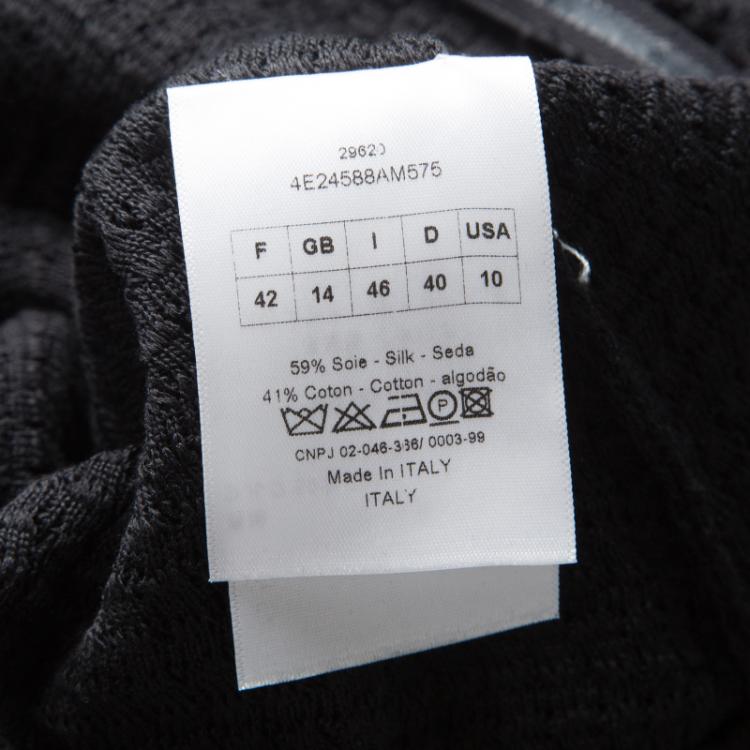 29620
4E24588AM575
F GB I D USA
42 14 46 40 10
59% Soie - Silk - Seda
41% Coton - Cotton - algodão
P
CNPJ 02-046-366/ 0003-99
Made In ITALY
ITALY